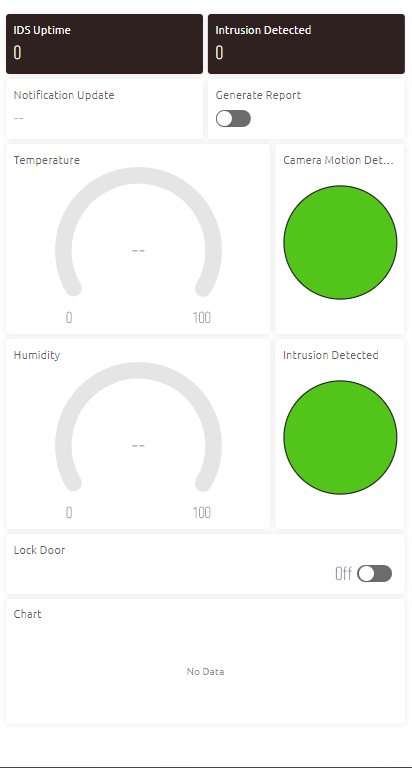 IDS Uptime
0
Intrusion Detected
0
Notification Update
--
Generate Report
Temperature
--
0
100
Camera Motion Det...
Humidity
--
0
100
Intrusion Detected
Lock Door
Off
Chart
No Data